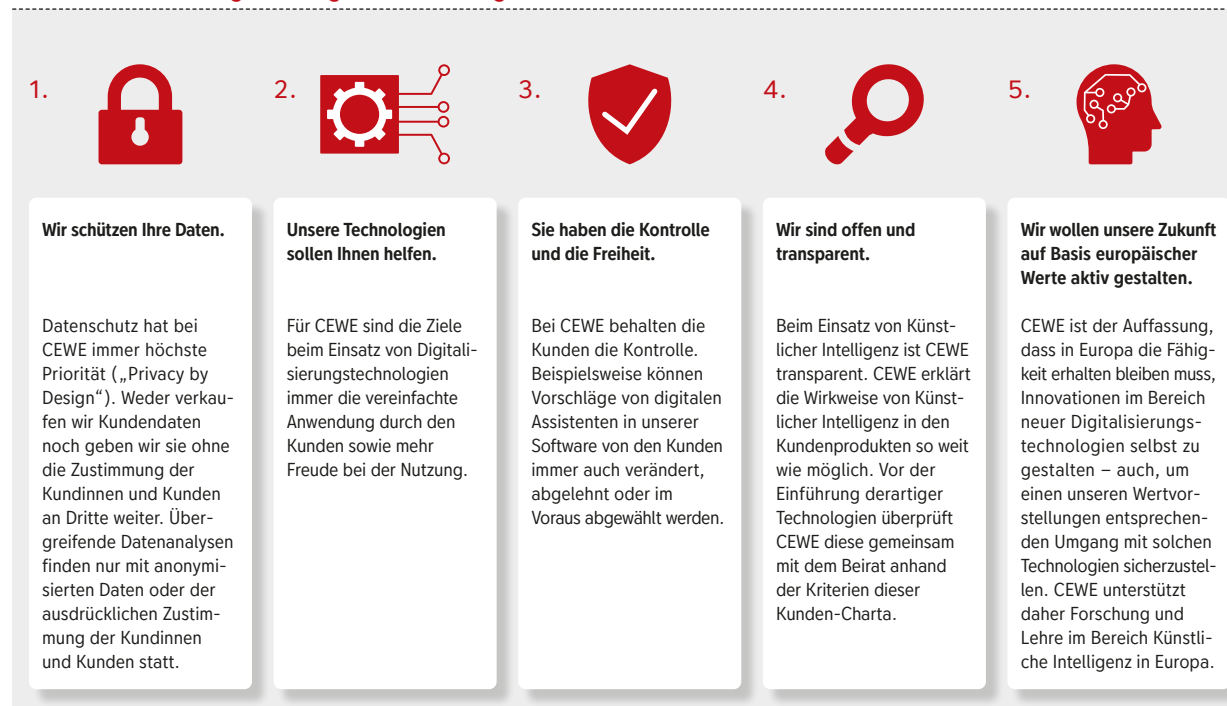 1.
Wir schützen Ihre Daten.
Datenschutz hat bei
CEWE immer höchste
Priorität („Privacy by
Design“). Weder verkau-
fen wir Kundendaten
noch geben wir sie ohne
die Zustimmung der
Kundinnen und Kunden
an Dritte weiter. Über-
greifende Datenanalysen
finden nur mit anonymi-
sierten Daten oder der
ausdrücklichen Zustim-
mung der Kundinnen
und Kunden statt.
2.
Unsere Technologien
sollen Ihnen helfen.
Für CEWE sind die Ziele
beim Einsatz von Digitali-
sierungstechnologien
immer die vereinfachte
Anwendung durch den
Kunden sowie mehr
Freude bei der Nutzung.
3.
Sie haben die Kontrolle
und die Freiheit.
Bei CEWE behalten die
Kunden die Kontrolle.
Beispielsweise können
Vorschläge von digitalen
Assistenten in unserer
Software von den Kunden
immer auch verändert,
abgelehnt oder im
Voraus abgewählt werden.
4.
Wir sind offen und
transparent.
Beim Einsatz von Künst-
licher Intelligenz ist CEWE
transparent. CEWE erklärt
die Wirkweise von Künst-
licher Intelligenz in den
Kundenprodukten so weit
wie möglich. Vor der
Einführung derartiger
Technologien überprüft
CEWE diese gemeinsam
mit dem Beirat anhand
der Kriterien dieser
Kunden-Charta.
5.
Wir wollen unsere Zukunft
auf Basis europäischer
Werte aktiv gestalten.
CEWE ist der Auffassung,
dass in Europa die Fähig-
keit erhalten bleiben muss,
Innovationen im Bereich
neuer Digitalisierungs-
technologien selbst zu
gestalten – auch, um
einen unseren Wertvor-
stellungen entsprechen-
den Umgang mit solchen
Technologien sicherzustel-
len. CEWE unterstützt
daher Forschung und
Lehre im Bereich Künstli-
che Intelligenz in Europa.